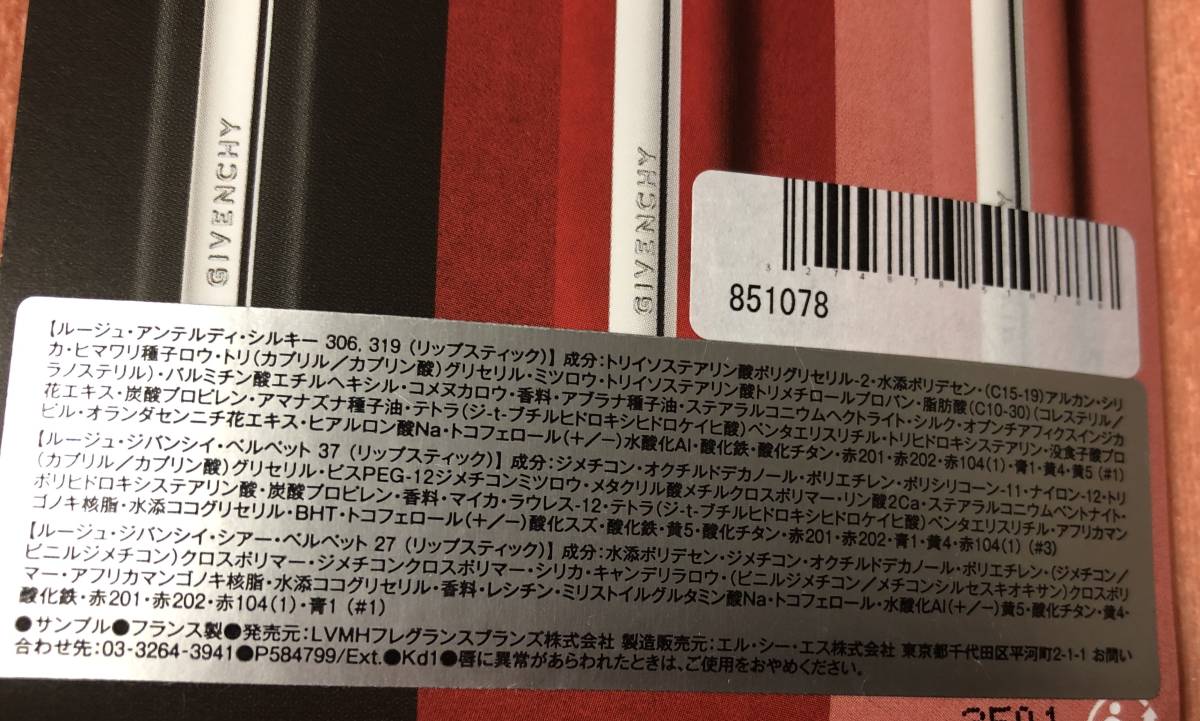 GIVENCHY
GIVENCHY
851078
【ルージュ・アンテルディ・シルキー 306, 319 (リップスティック)】 成分:トリイソステアリン酸ポリグリセリル-2・水添ポリデセン・(C15-19)アルカン・シリ
カ・ヒマワリ種子ロウ・トリ(カプリル/カプリン酸)グリセリル・ミツロウ・トリイソステアリン酸トリメチロールプロパン・脂肪酸(C10-30)(コレステリル/
ラノステリル)・パルミチン酸エチルヘキシル・コメヌカロウ・香料・アブラナ種子油・ステアラルコニウムヘクトライト・シルク・オプンチアフィクスインジカ
花エキス・炭酸プロピレン・アマナズナ種子油・テトラ(ジ-t-ブチルヒドロキシヒドロケイヒ酸)ペンタエリスリチル・トリヒドロキシステアリン・没食子酸プロ
ピル・オランダセンニチ花エキス・ヒアルロン酸Na・トコフェロール(+/-)水酸化Al・酸化鉄・酸化チタン・赤201・赤202・赤104(1)・青1・黄4・黄5 (#1)
【ルージュ・ジバンシイ・ベルベット 37 (リップスティック)】 成分:ジメチコン・オクチルドデカノール・ポリエチレン・ポリシリコーン-11・ナイロン-12・トリ
(カプリル/カプリン酸)グリセリル・ビスPEG-12ジメチコンミツロウ・メタクリル酸メチルクロスポリマー・リン酸2Ca・ステアラルコニウムベントナイト・
ポリヒドロキシステアリン酸・炭酸プロピレン・香料・マイカ・ラウレス-12・テトラ(ジ-t-ブチルヒドロキシヒドロケイヒ酸)ペンタエリスリチル・アフリカマン
ゴノキ核脂・水添ココグリセリル・BHT・トコフェロール(+/-)酸化スズ・酸化鉄・黄5・酸化チタン・赤201・赤202・青1・黄4・赤104(1) (#3)
【ルージュ・ジバンシイ・シアー・ベルベット 27 (リップスティック)】 成分:水添ポリデセン・ジメチコン・オクチルドデカノール・ポリエチレン・(ジメチコン/
ビニルジメチコン)クロスポリマー・ジメチコンクロスポリマー・シリカ・キャンデリラロウ・(ビニルジメチコン/メチコンシルセスキオキサン)クロスポリ
マー・アフリカマンゴノキ核脂・水添ココグリセリル・香料・レシチン・ミリストイルグルタミン酸Na・トコフェロール・水酸化Al(+/-)黄5・酸化チタン・黄4・
酸化鉄・赤201・赤202・赤104(1)・青1 (#1)
●サンプル●フランス製●発売元:LVMHフレグランスブランズ株式会社 製造販売元:エル・シー・エス株式会社 東京都千代田区平河町2-1-1 お問い
合わせ先:03-3264-3941●P584799/Ext.●Kd1●唇に異常があらわれたときは、ご使用をおやめください。